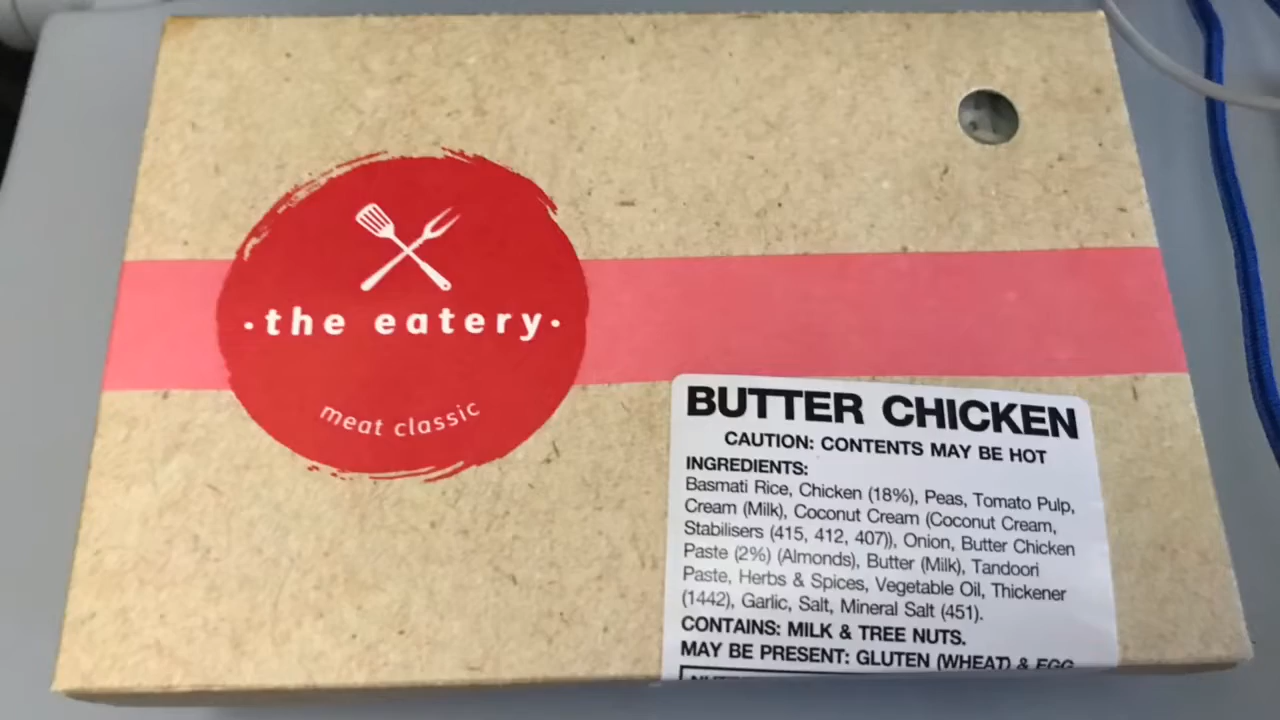 ·the eatery·
meat classic
BUTTER CHICKEN
CAUTION: CONTENTS MAY BE HOT
INGREDIENTS:
Basmati Rice, Chicken (18%), Peas, Tomato Pulp,
Cream (Milk), Coconut Cream (Coconut Cream,
Stabilisers (415, 412, 407)), Onion, Butter Chicken
Paste (2%) (Almonds), Butter (Milk), Tandoori
Paste, Herbs & Spices, Vegetable Oil, Thickener
(1442), Garlic, Salt, Mineral Salt (451).
CONTAINS: MILK & TREE NUTS.
MAY BE PRESENT: GLUTEN (WHEAT) & EGG